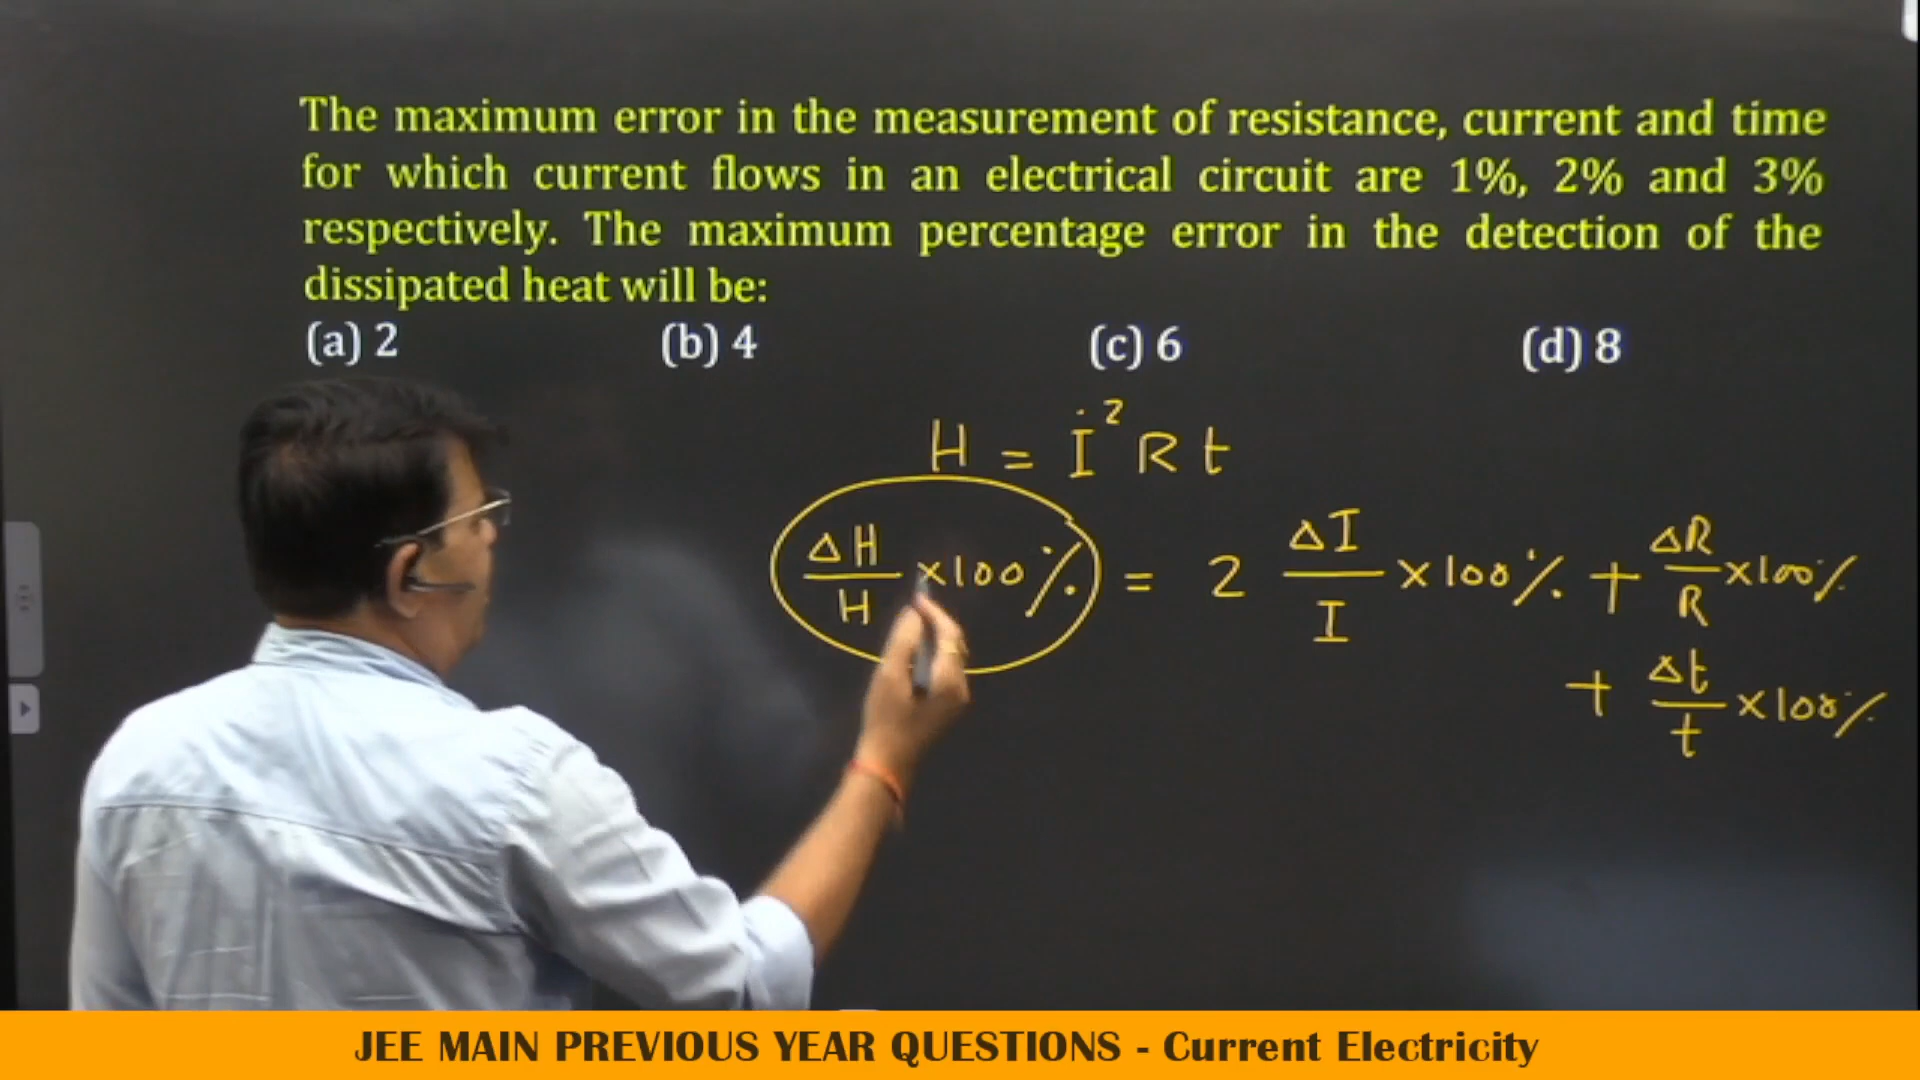 The maximum error in the measurement of resistance, current and time
for which current flows in an electrical circuit are 1%, 2% and 3%
respectively. The maximum percentage error in the detection of the
dissipated heat will be:
(a) 2 (b) 4 (c) 6 (d) 8
H = I² R t
ΔH/H ×100% = 2 ΔI/I ×100% + ΔR/R ×100%
+ Δt/t ×100%
JEE MAIN PREVIOUS YEAR QUESTIONS - Current Electricity